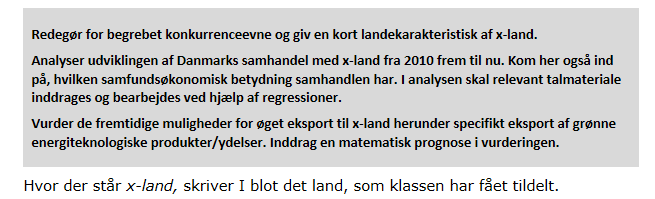 Redegør for begrebet konkurrenceevne og giv en kort landekarakteristisk af x-land.
Analyser udviklingen af Danmarks samhandel med x-land fra 2010 frem til nu. Kom her også ind
på, hvilken samfundsøkonomisk betydning samhandlen har. I analysen skal relevant talmateriale
inddrages og bearbejdes ved hjælp af regressioner.
Vurder de fremtidige muligheder for øget eksport til x-land herunder specifikt eksport af grønne
energiteknologiske produkter/ydelser. Inddrag en matematisk prognose i vurderingen.
Hvor der står x-land, skriver I blot det land, som klassen har fået tildelt.